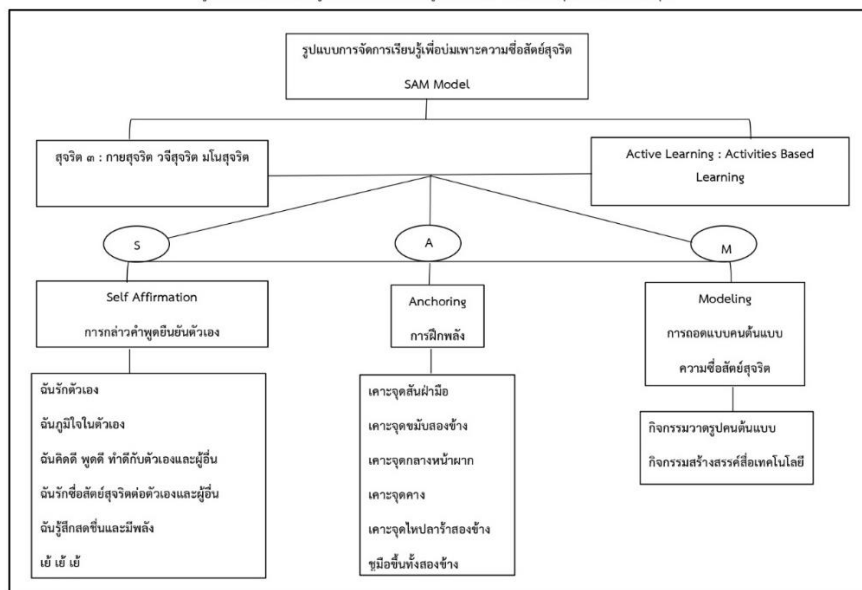 รูปแบบการจัดการเรียนรู้เพื่อบ่มเพาะความซื่อสัตย์สุจริต
SAM Model
สุจริต ๓ : กายสุจริต วจีสุจริต มโนสุจริต
Active Learning : Activities Based
Learning
S
A
M
Self Affirmation
การกล่าวคำพูดยืนยันตัวเอง
Anchoring
การฝึกพลัง
Modeling
การถอดแบบคนต้นแบบ
ความซื่อสัตย์สุจริต
ฉันรักตัวเอง
ฉันภูมิใจในตัวเอง
ฉันคิดดี พูดดี ทำดีกับตัวเองและผู้อื่น
ฉันรักซื่อสัตย์สุจริตต่อตัวเองและผู้อื่น
ฉันรู้สึกสดชื่นและมีพลัง
เย้ เย้ เย้
เคาะจุดสันฝ่ามือ
เคาะจุดขมับสองข้าง
เคาะจุดกลางหน้าผาก
เคาะจุดคาง
เคาะจุดไหปลาร้าสองข้าง
ชูมือขึ้นทั้งสองข้าง
กิจกรรมวาดรูปคนต้นแบบ
กิจกรรมสร้างสรรค์สื่อเทคโนโลยี